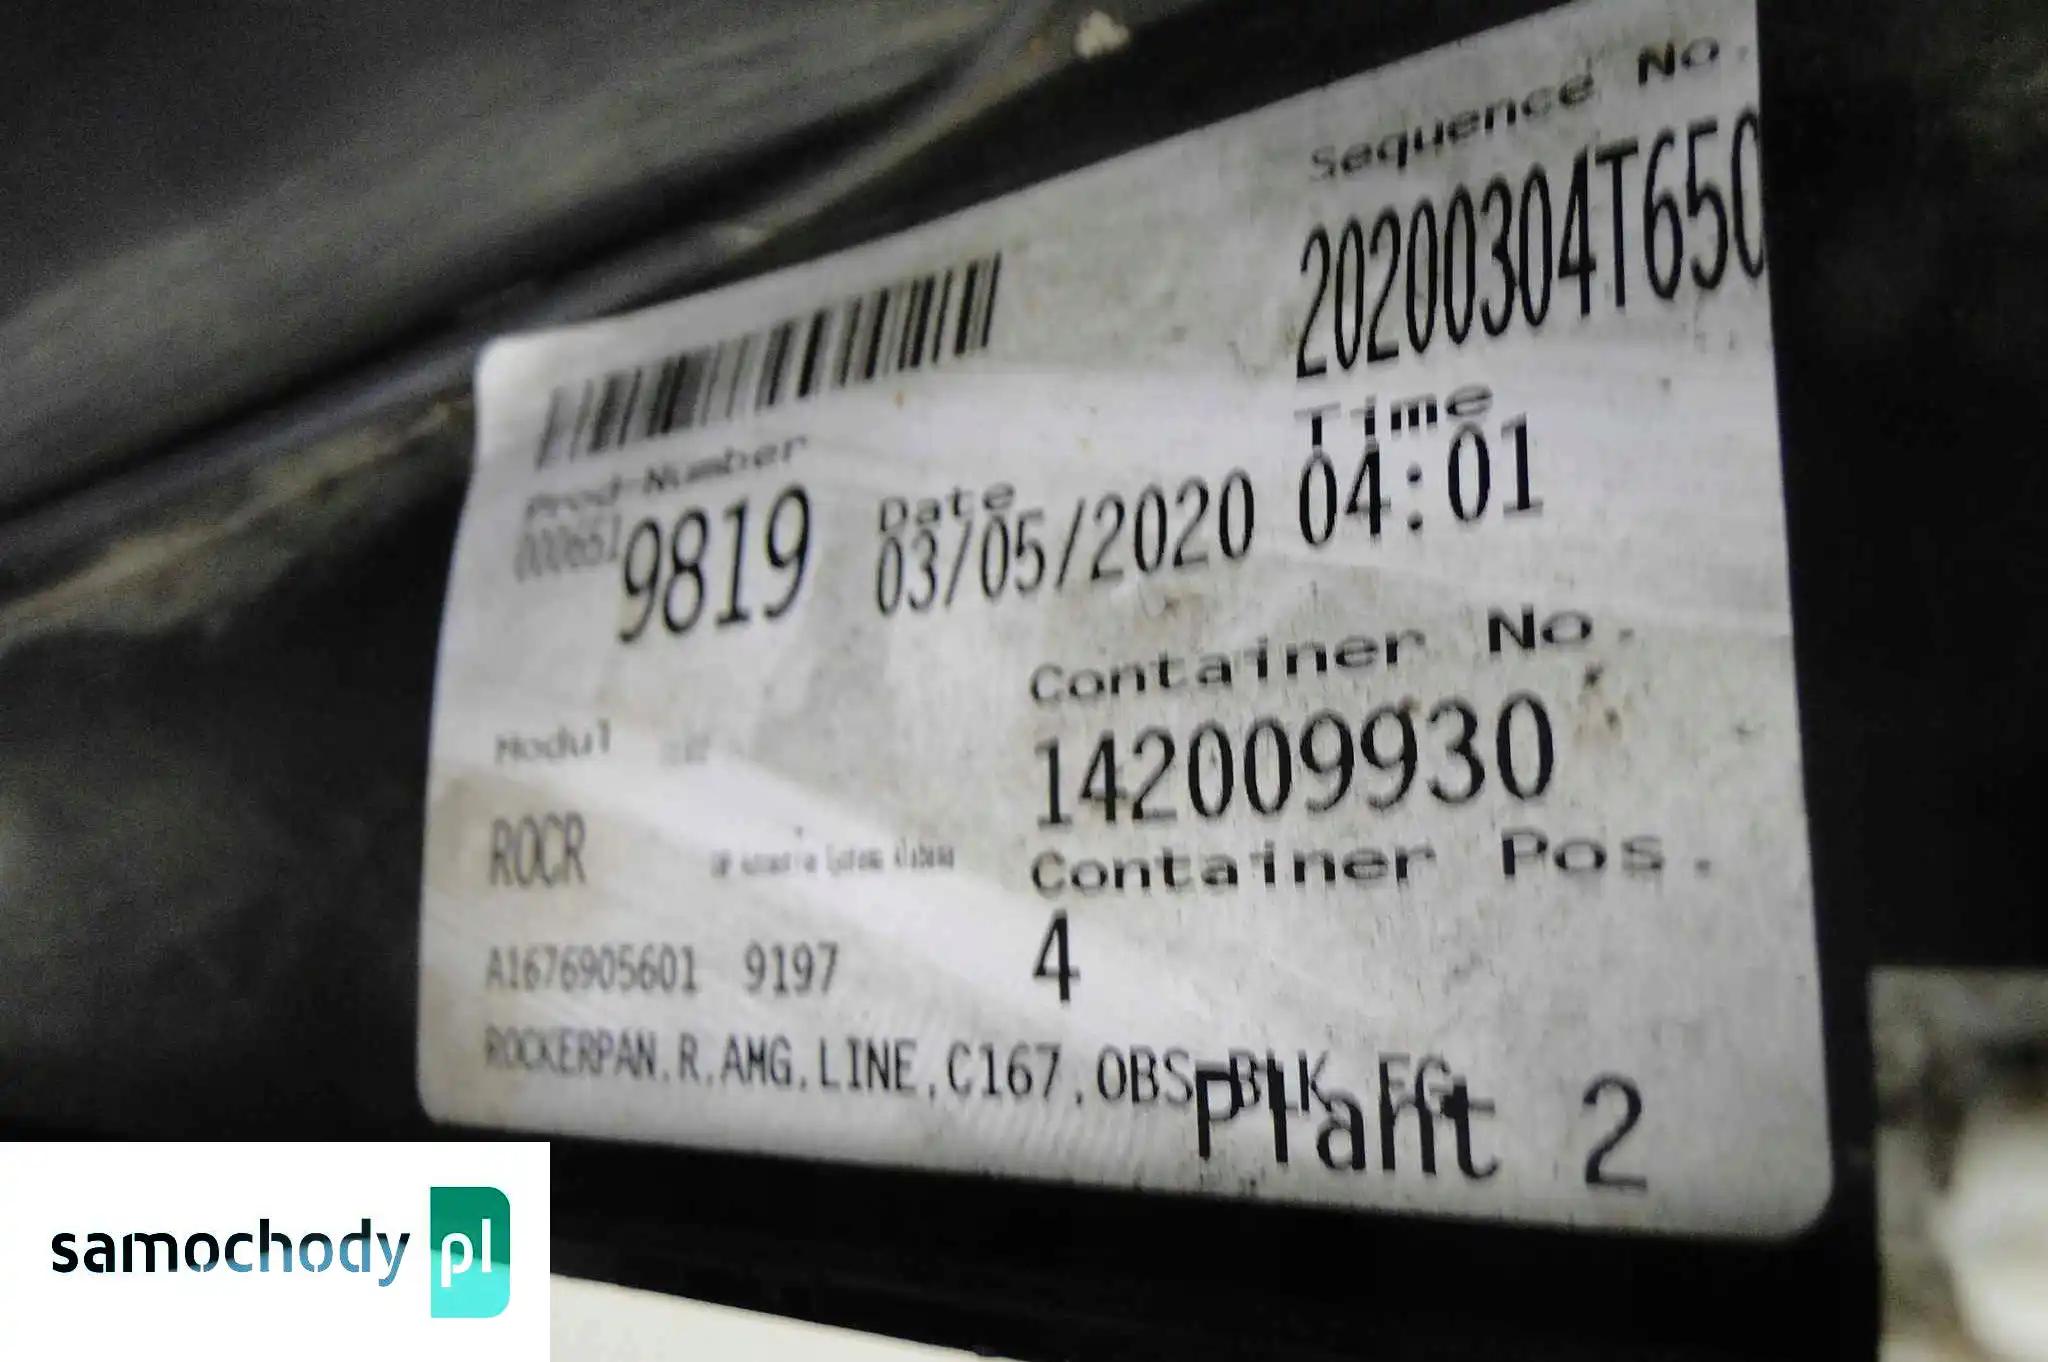 Sequence No.
20200304T650
Time
04:01
Prod-Number
9819
Date
03/05/2020
Container No.
142009930
Modul
ROCR
Container Pos.
4
A1676905601 9197
ROCKERPAN.R.AMG.LINE,C167,OBS-BLK
Plant 2
samochody pl